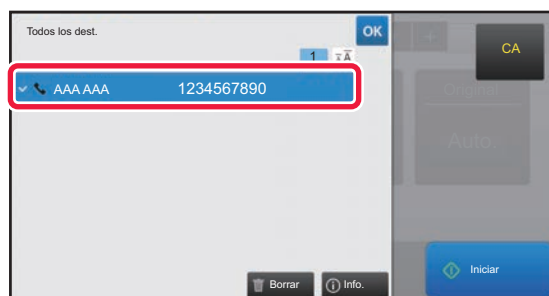 Todos los dest.
OK
CA
1
AAA AAA 1234567890
Original
Auto.
Borrar
Info.
Iniciar